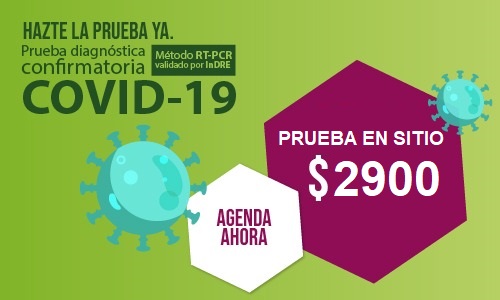 HAZTE LA PRUEBA YA.
Prueba diagnóstica
confirmatoria
Método RT-PCR
validado por InDRE
COVID-19
PRUEBA EN SITIO
$2900
AGENDA
AHORA